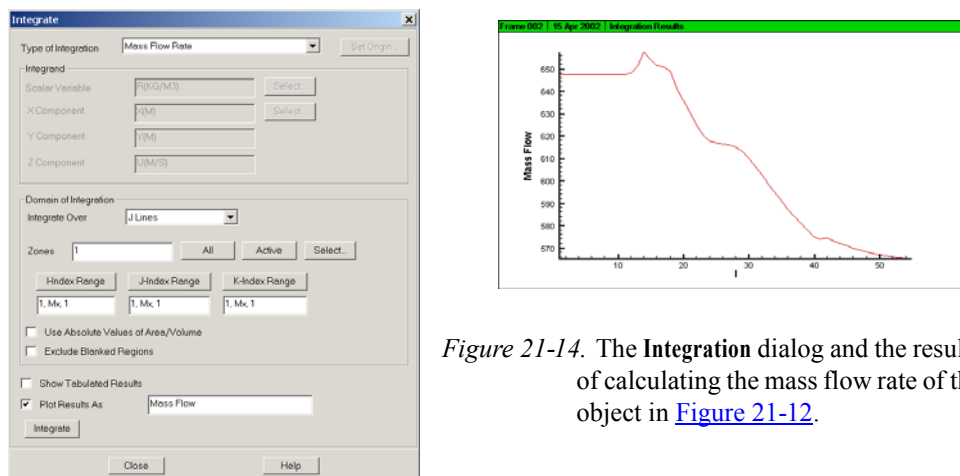 Integrate
Type of Integration Mass Flow Rate Set Origin...
Integrand
Scalar Variable R(KG/M3) Select...
X Component X(M) Select...
Y Component Y(M)
Z Component U(M/S)
Domain of Integration
Integrate Over J Lines
Zones 1 All Active Select...
I-Index Range J-Index Range K-Index Range
1, Mx, 1 1, Mx, 1 1, Mx, 1
Use Absolute Values of Area/Volume
Exclude Blanked Regions
Show Tabulated Results
Plot Results As Mass Flow
Integrate
Close Help
Frame 002 | 15 Apr 2002 | Integration Results
650
640
630
620
610
600
590
580
570
Mass Flow
10 20 30 40 50
I
Figure 21-14. The Integration dialog and the resul
of calculating the mass flow rate of th
object in Figure 21-12.